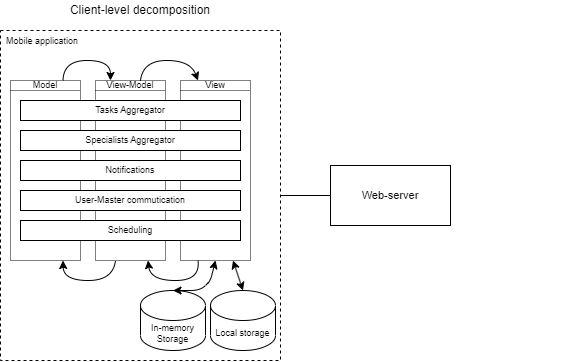 Client-level decomposition
Mobile application
Model
View-Model
View
Tasks Aggregator
Specialists Aggregator
Notifications
User-Master commutication
Scheduling
Web-server
In-memory
Storage
Local storage